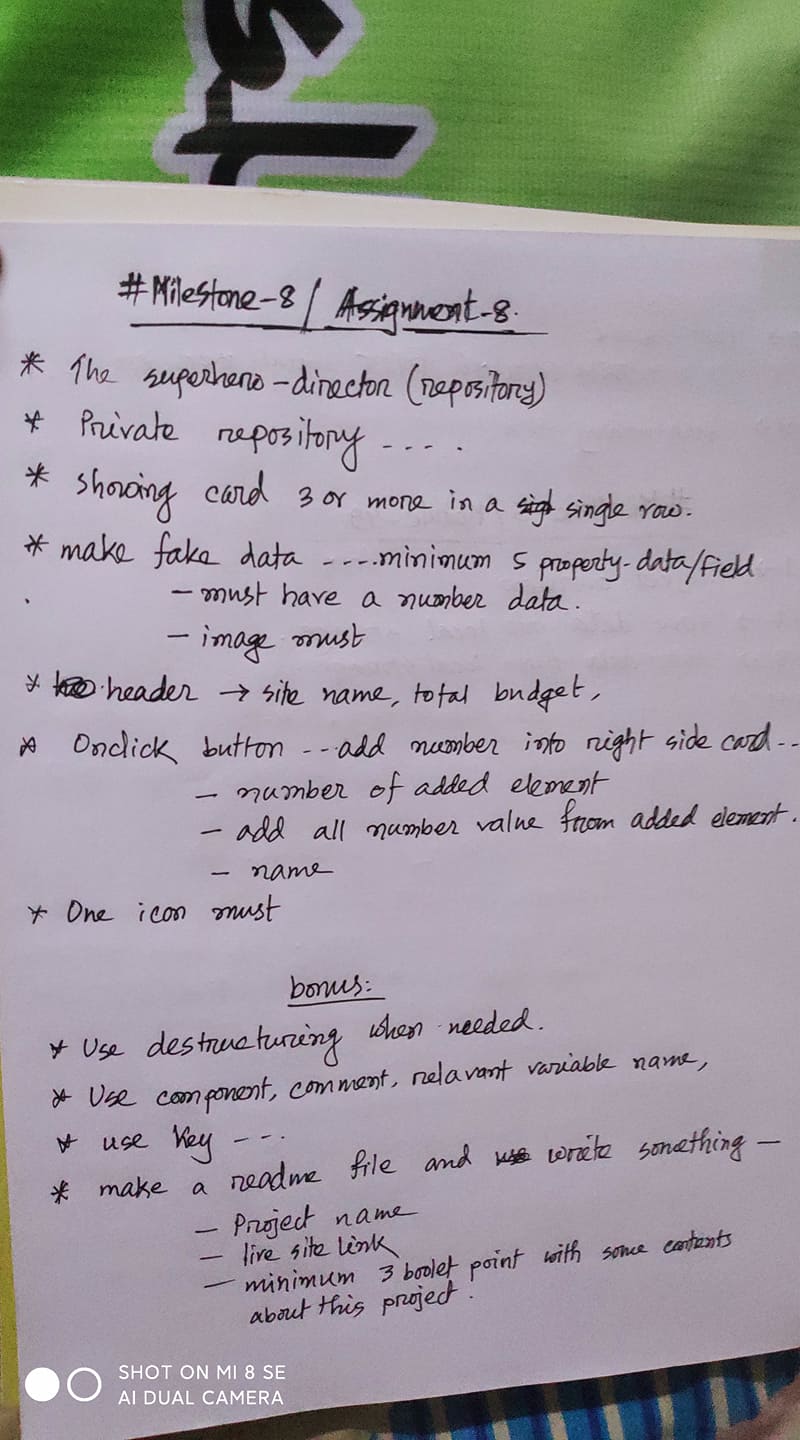 st
#Milestone-8 / Assignment-8.
* The superhero-director (repository)
* Private repository ---- .
* Showing card 3 or more in a single row.
* make fake data ----minimum 5 property-data/field
- must have a number data.
- image must
* header → site name, total budget,
* Onclick button --- add number into right side card--
- number of added element
- add all number value from added element.
- name
* One icon must
bonus:
* Use destructuring when needed.
* Use component, comment, relavant variable name,
* use key ---
* make a readme file and write something -
- Project name
- live site link
- minimum 3 boolet point with some contents
about this project.
SHOT ON MI 8 SE
AI DUAL CAMERA